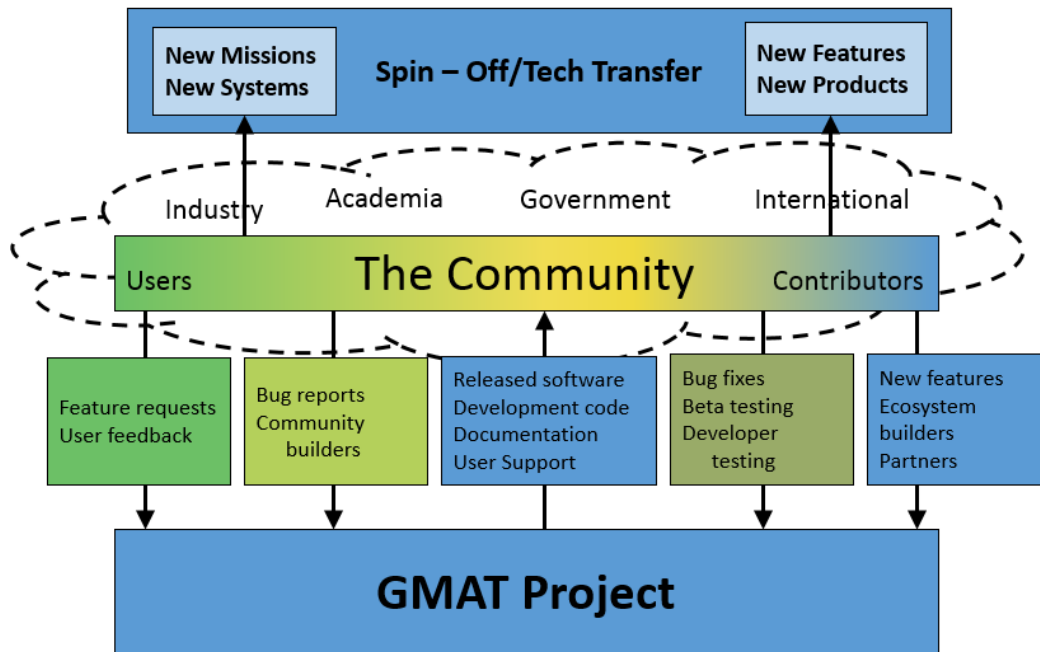 New Missions
New Systems
Spin – Off/Tech Transfer
New Features
New Products
Industry
Academia
Government
International
Users
The Community
Contributors
Feature requests
User feedback
Bug reports
Community
builders
Released software
Development code
Documentation
User Support
Bug fixes
Beta testing
Developer
testing
New features
Ecosystem
builders
Partners
GMAT Project